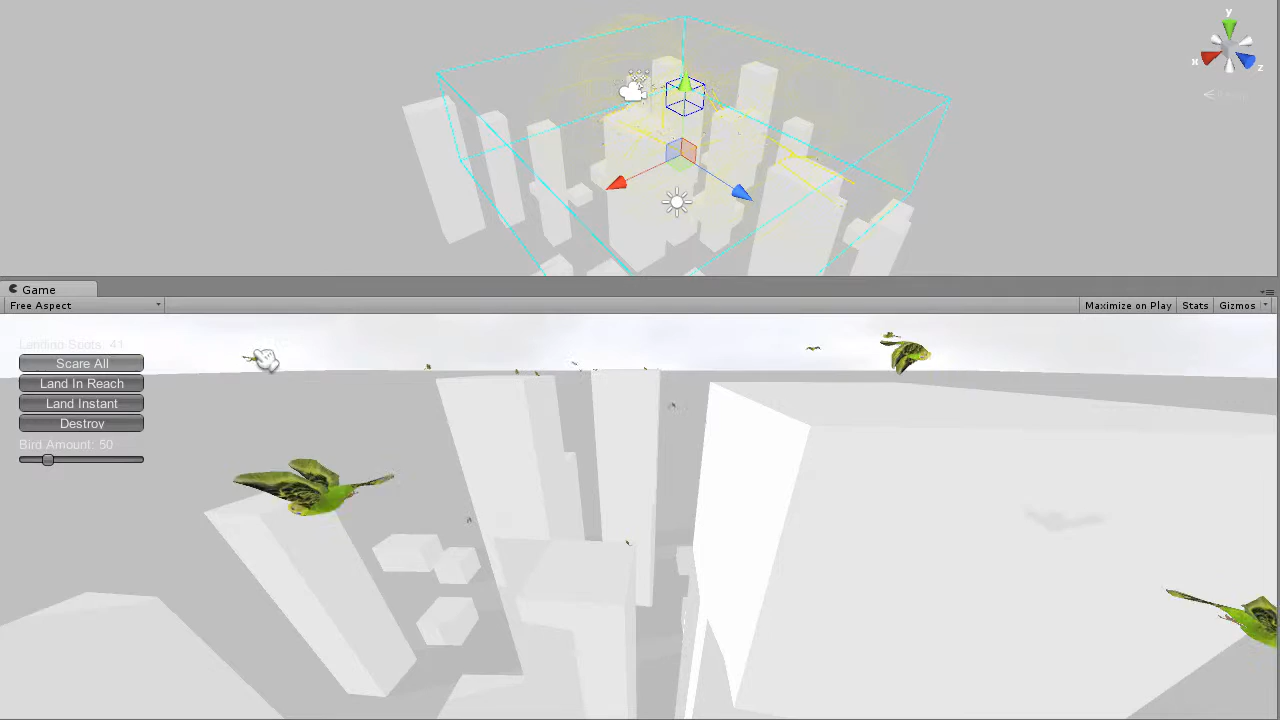 y
x
z
Persp
Game
Free Aspect
Maximize on Play
Stats
Gizmos
Landing Spots: 41
Scare All
Land In Reach
Land Instant
Destroy
Bird Amount: 50